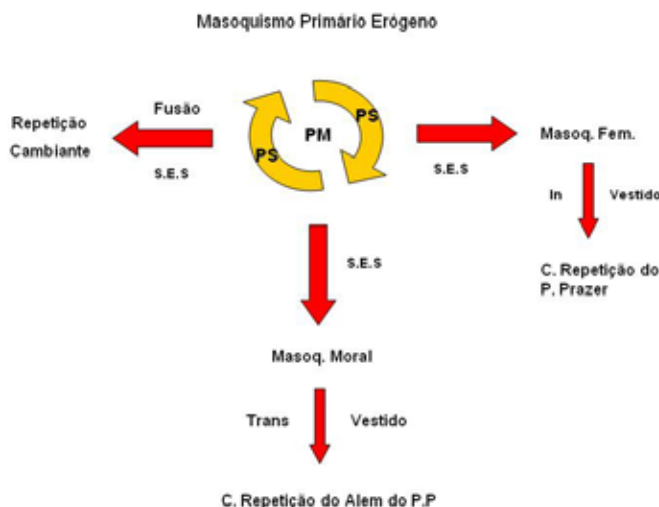 Masoquismo Primário Erógeno
Fusão
Repetição
Cambiante
S.E.S
PS
PM
PS
S.E.S
Masoq. Fem.
In
Vestido
C. Repetição do
P. Prazer
S.E.S
Masoq. Moral
Trans
Vestido
C. Repetição do Alem do P.P